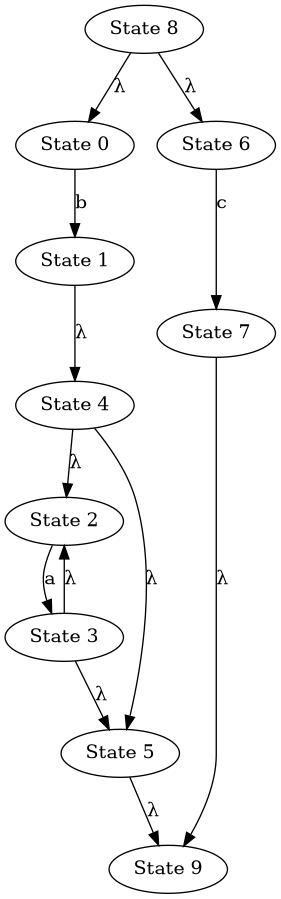 State 8
λ λ
State 0 State 6
b c
State 1
λ
State 7
State 4
λ
State 2
a λ λ λ
State 3
λ
State 5
λ
State 9